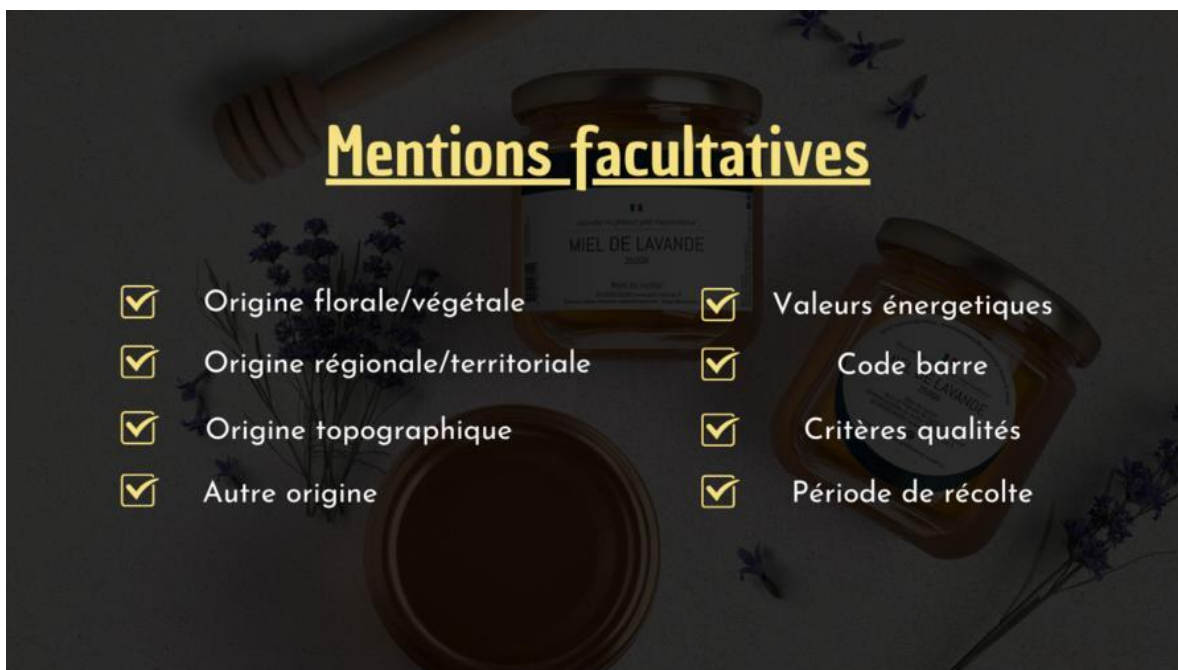 Mentions facultatives
Origine florale/végétale
Origine régionale/territoriale
Origine topographique
Autre origine
Valeurs énergetiques
Code barre
Critères qualités
Période de récolte
MIEL DE LAVANDE
DE LAVANDE